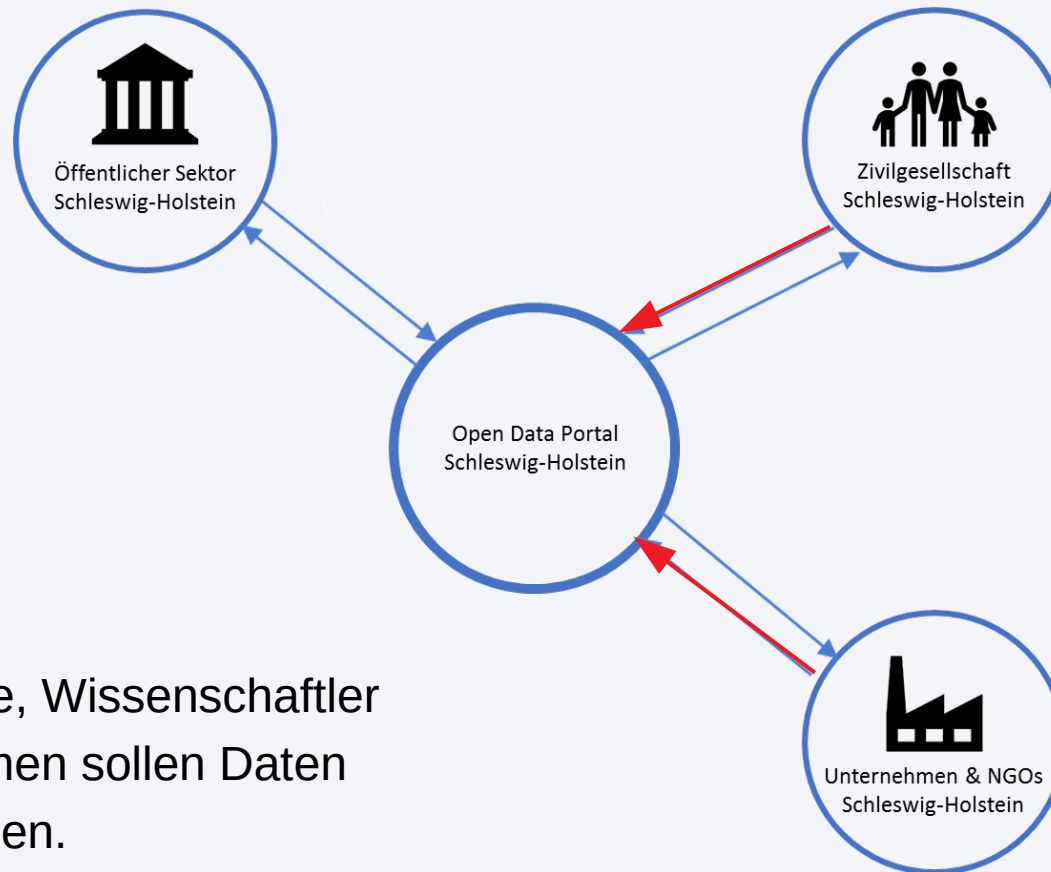 Öffentlicher Sektor
Schleswig-Holstein
Zivilgesellschaft
Schleswig-Holstein
Open Data Portal
Schleswig-Holstein
e, Wissenschaftler
nen sollen Daten
en.
Unternehmen & NGOs
Schleswig-Holstein